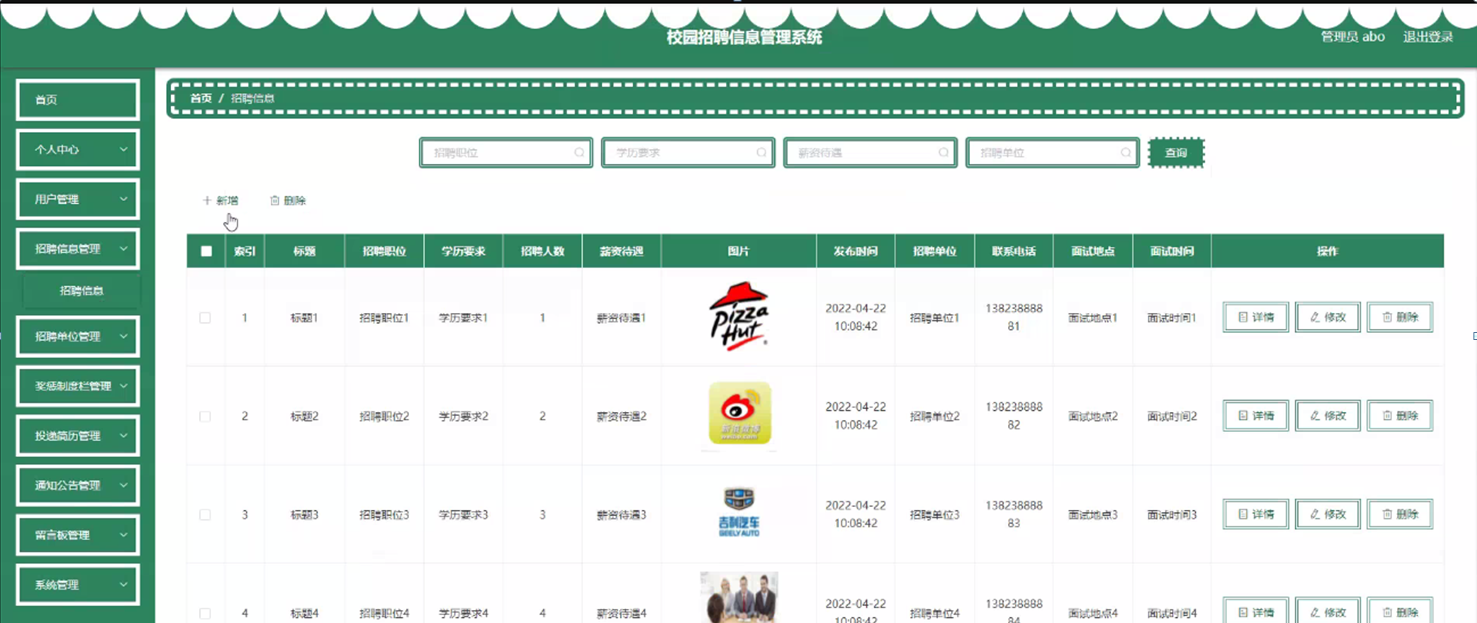 校园招聘信息管理系统
管理员 abo 退出登录
首页
个人中心
用户管理
招聘信息管理
招聘信息
招聘单位管理
奖惩制度栏管理
投递简历管理
通知公告管理
留言板管理
系统管理
首页 / 招聘信息
招聘职位 学历要求 薪资待遇 招聘单位 查询
+ 新增 删除
索引 标题 招聘职位 学历要求 招聘人数 薪资待遇 图片 发布时间 招聘单位 联系电话 面试地点 面试时间 操作
1 标题1 招聘职位1 学历要求1 1 薪资待遇1 Pizza Hut 2022-04-22 10:08:42 招聘单位1 13823888881 面试地点1 面试时间1 详情 修改 删除
2 标题2 招聘职位2 学历要求2 2 薪资待遇2 新浪微博 2022-04-22 10:08:42 招聘单位2 13823888882 面试地点2 面试时间2 详情 修改 删除
3 标题3 招聘职位3 学历要求3 3 薪资待遇3 吉利汽车 GEELY AUTO 2022-04-22 10:08:42 招聘单位3 13823888883 面试地点3 面试时间3 详情 修改 删除
4 标题4 招聘职位4 学历要求4 4 薪资待遇4 2022-04-22 10:08:42 招聘单位4 13823888884 面试地点4 面试时间4 详情 修改 删除